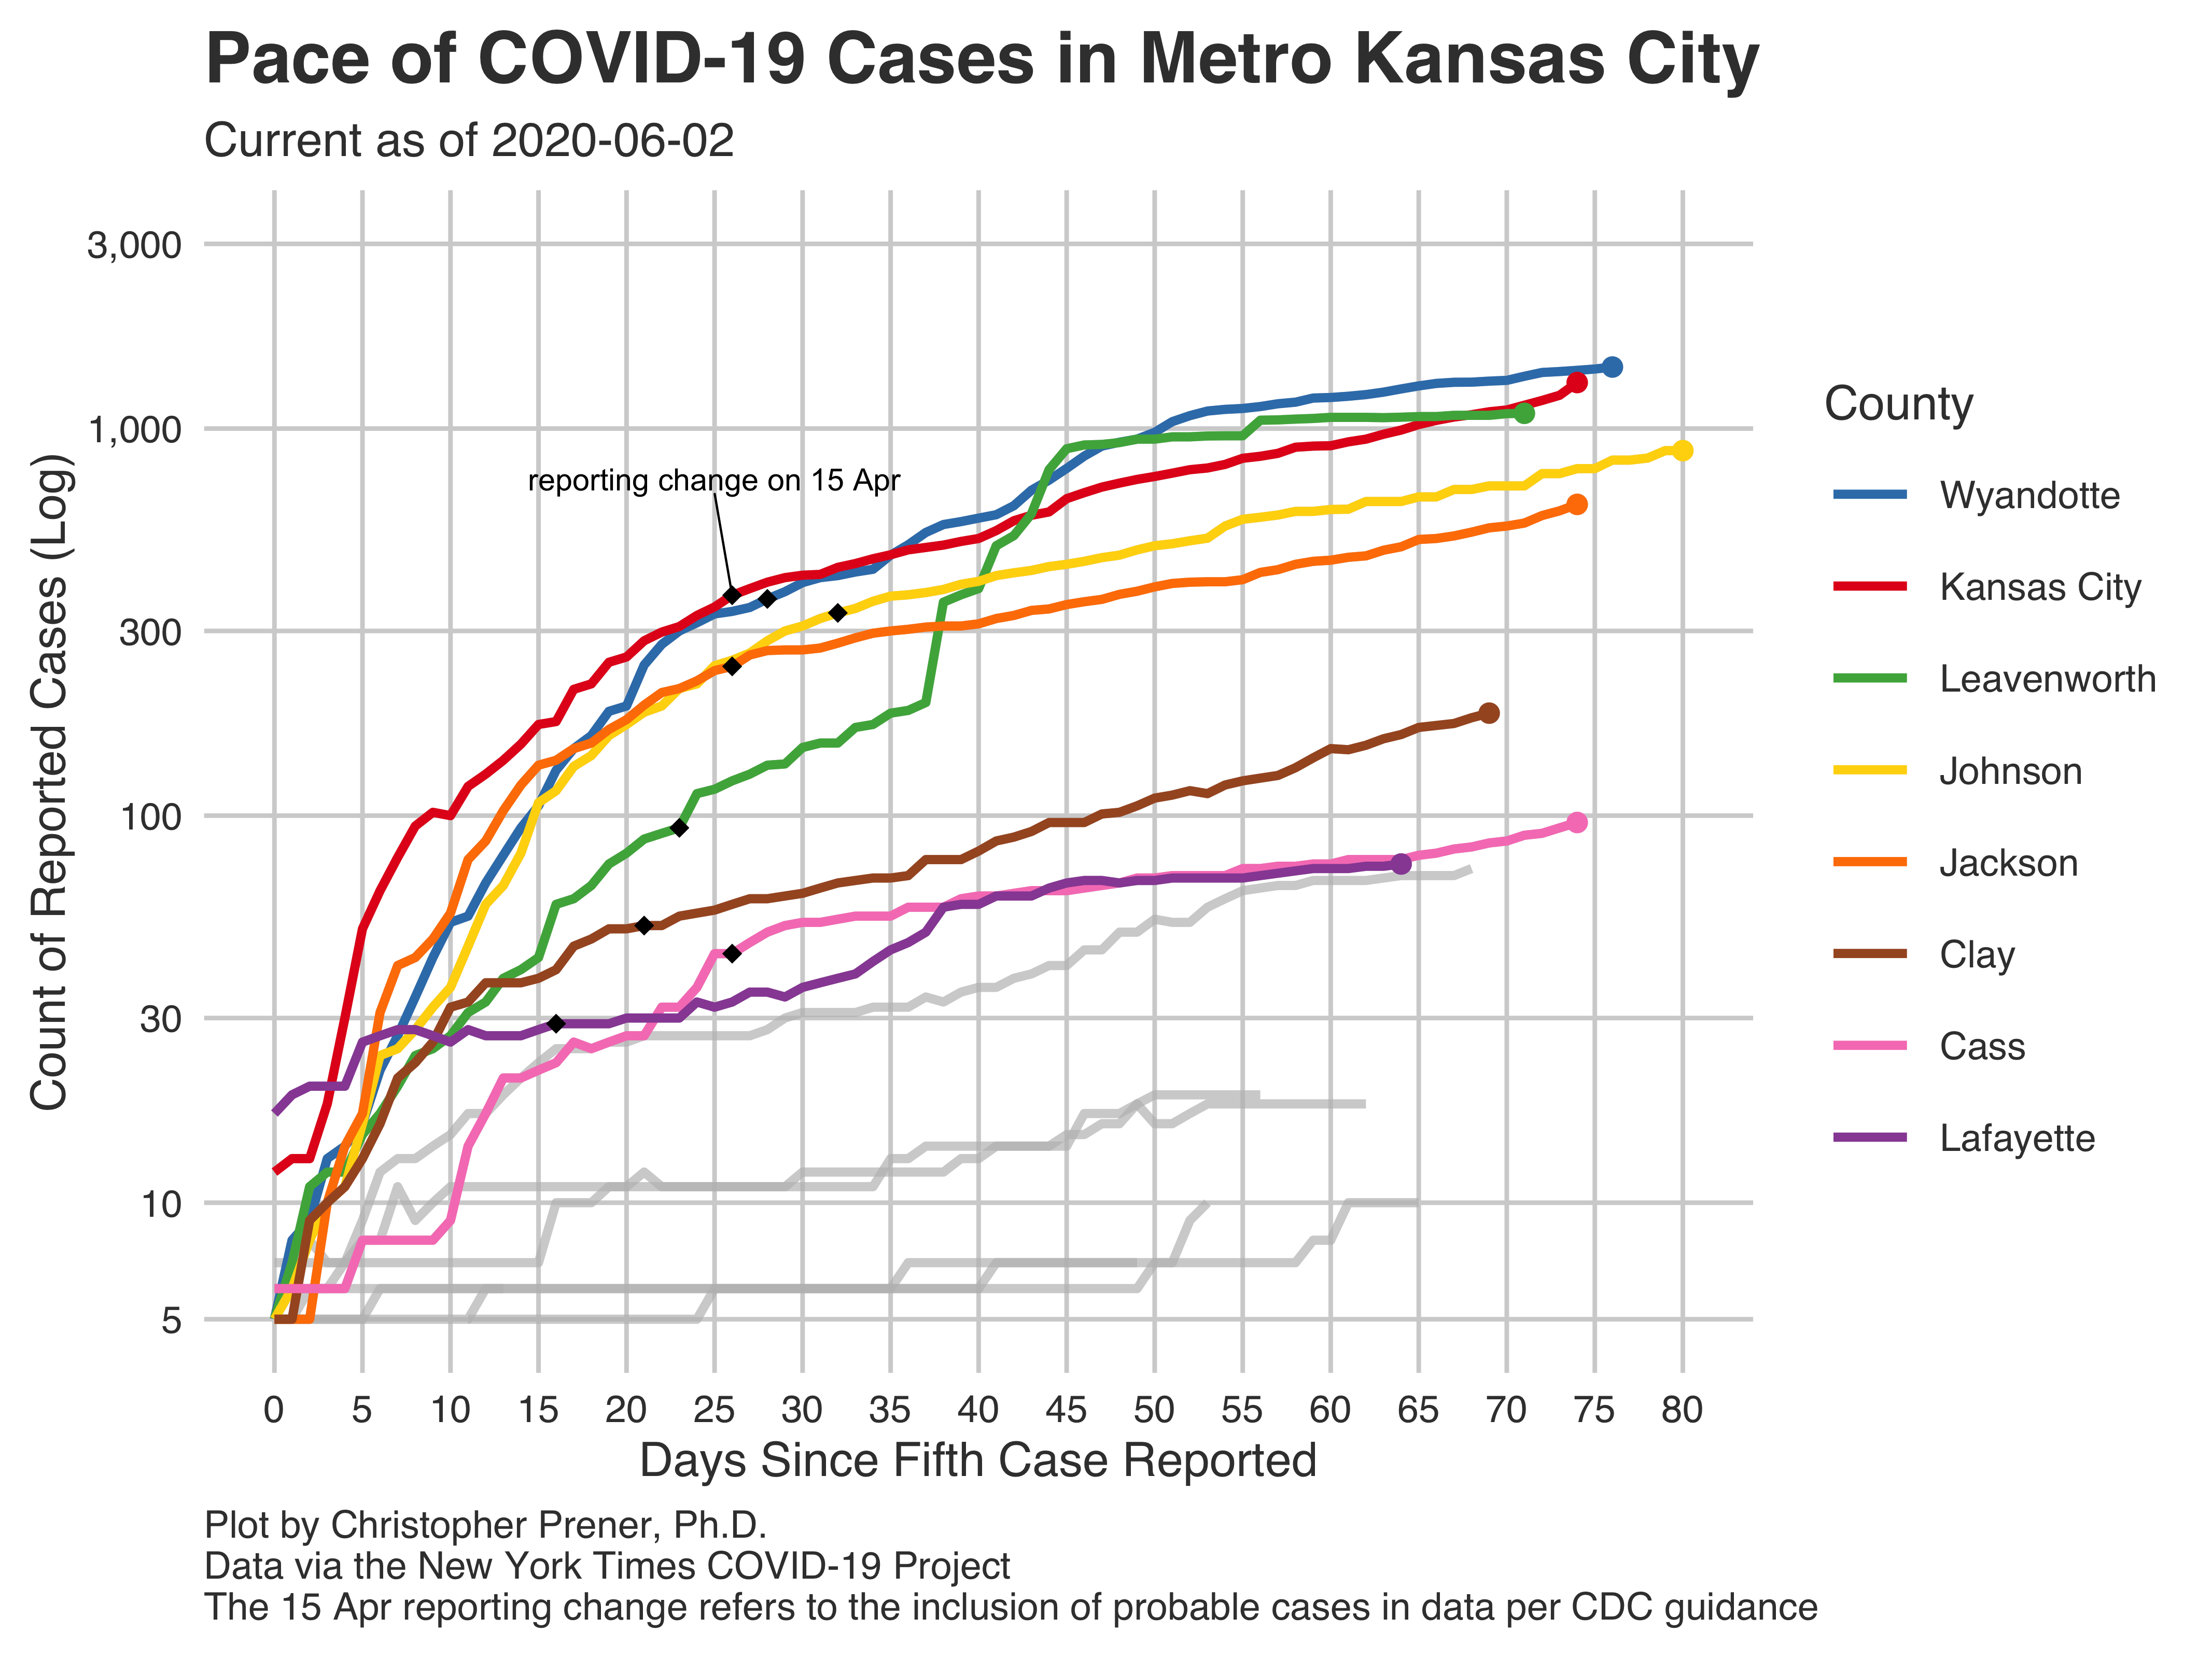 Pace of COVID-19 Cases in Metro Kansas City
Current as of 2020-06-02
Count of Reported Cases (Log)
3,000
1,000
300
100
30
10
5
reporting change on 15 Apr
0 5 10 15 20 25 30 35 40 45 50 55 60 65 70 75 80
Days Since Fifth Case Reported
County
Wyandotte
Kansas City
Leavenworth
Johnson
Jackson
Clay
Cass
Lafayette
Plot by Christopher Prener, Ph.D.
Data via the New York Times COVID-19 Project
The 15 Apr reporting change refers to the inclusion of probable cases in data per CDC guidance